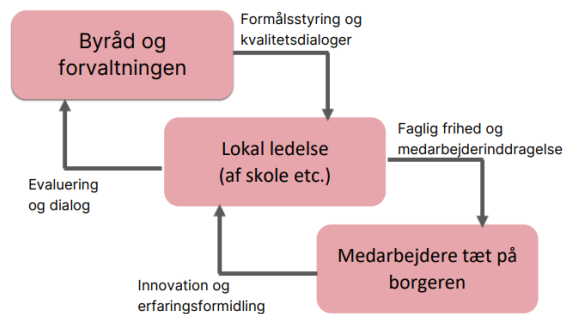 Formålsstyring og
kvalitetsdialoger
Byråd og
forvaltningen
Faglig frihed og
medarbejderinddragelse
Lokal ledelse
(af skole etc.)
Evaluering
og dialog
Medarbejdere tæt på
borgeren
Innovation og
erfaringsformidling